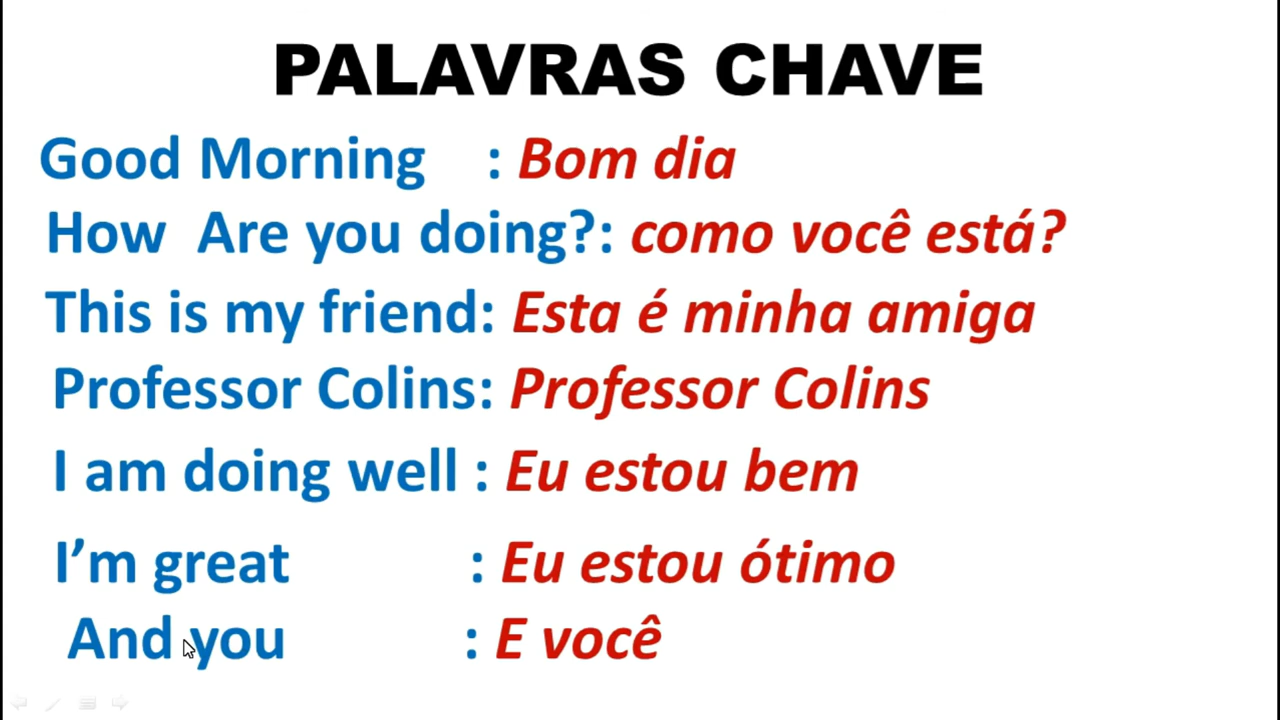 PALAVRAS CHAVE
Good Morning : Bom dia
How Are you doing?: como você está?
This is my friend: Esta é minha amiga
Professor Colins: Professor Colins
I am doing well : Eu estou bem
I’m great : Eu estou ótimo
And you : E você